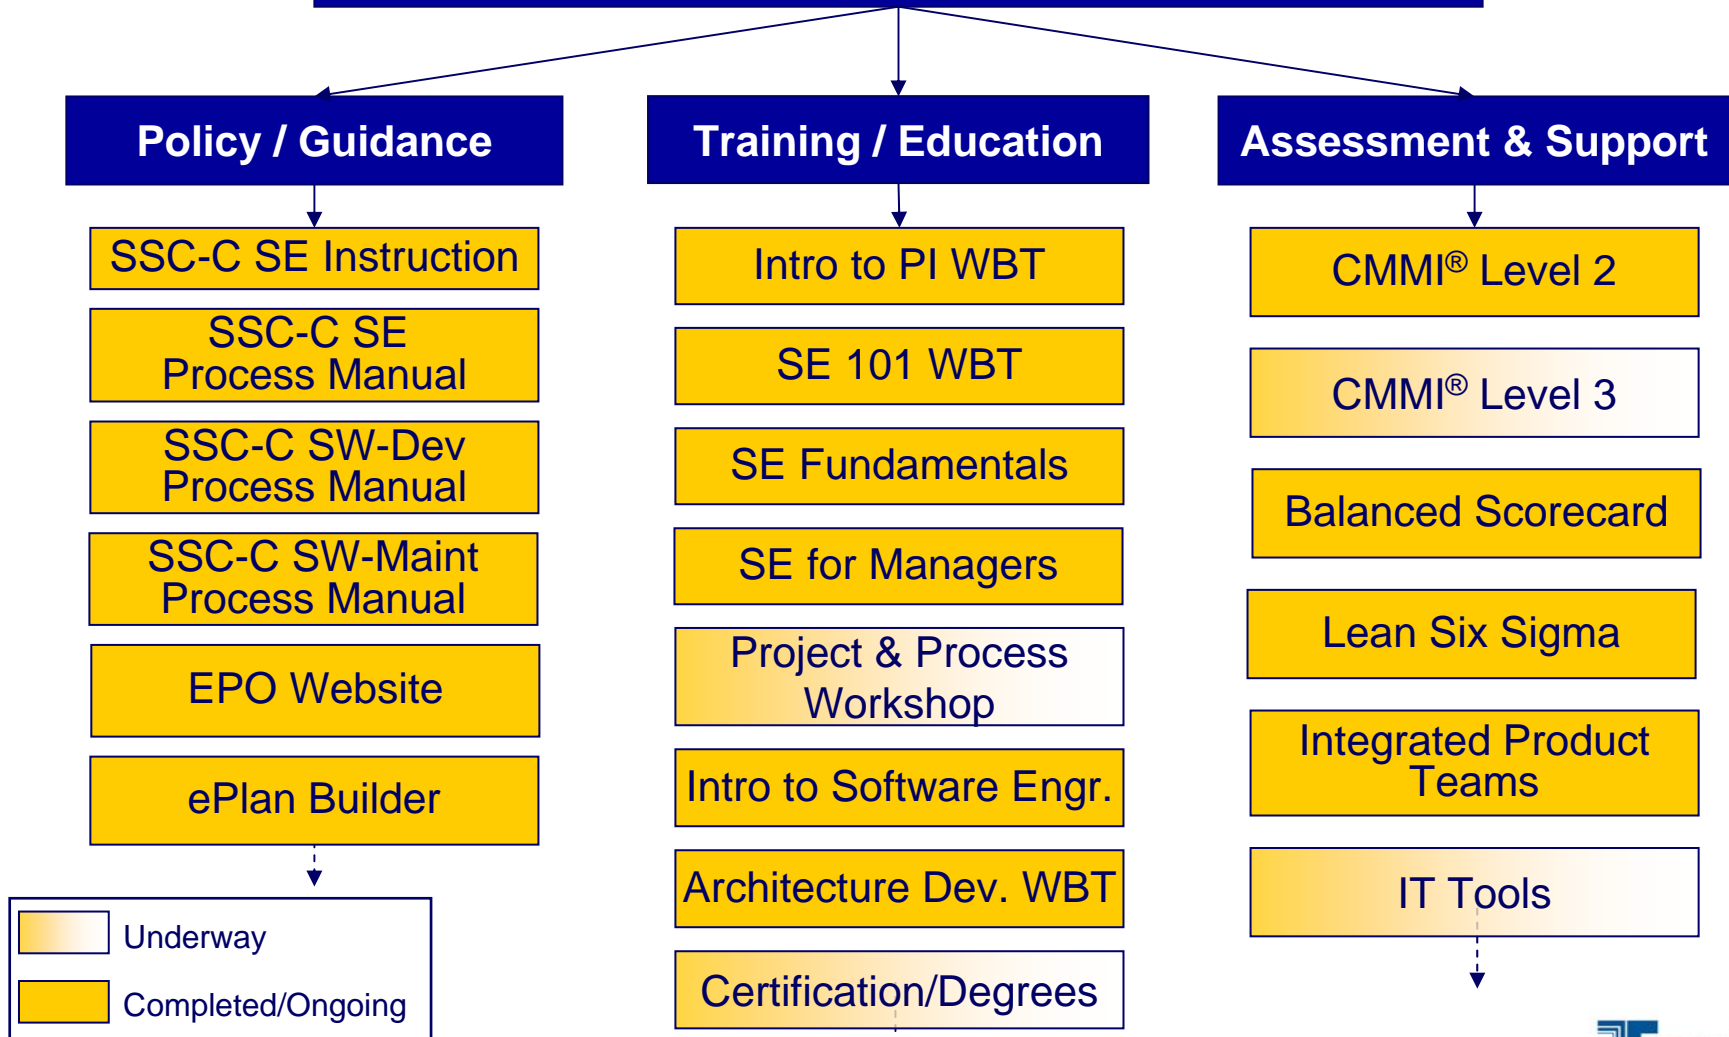 Policy / Guidance
SSC-C SE Instruction
SSC-C SE
Process Manual
SSC-C SW-Dev
Process Manual
SSC-C SW-Maint
Process Manual
EPO Website
ePlan Builder
Training / Education
Intro to PI WBT
SE 101 WBT
SE Fundamentals
SE for Managers
Project & Process
Workshop
Intro to Software Engr.
Architecture Dev. WBT
Certification/Degrees
Assessment & Support
CMMI® Level 2
CMMI® Level 3
Balanced Scorecard
Lean Six Sigma
Integrated Product
Teams
IT Tools
Underway
Completed/Ongoing